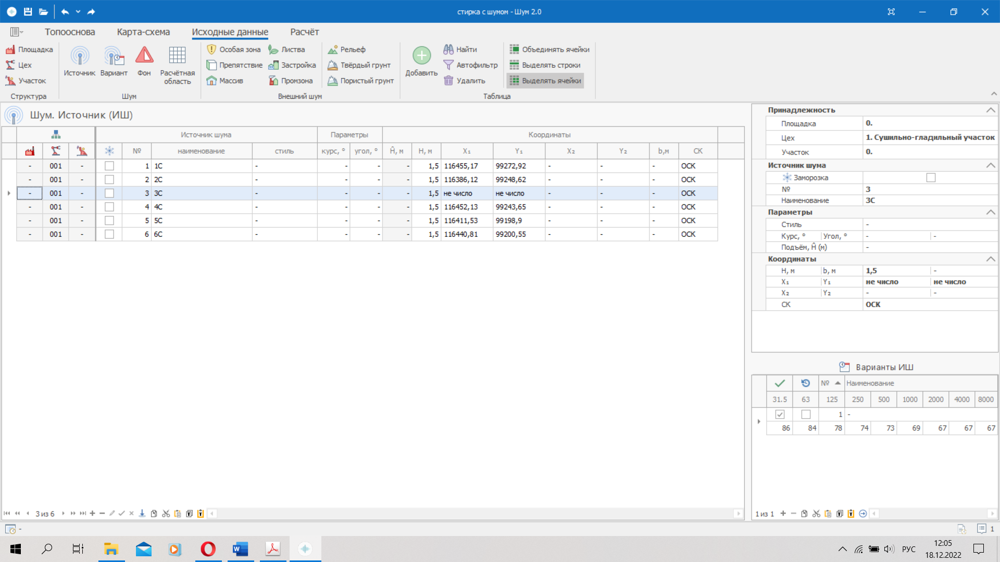 стирка с шумом - Шум 2.0
Топооснова Карта-схема Исходные данные Расчёт
Площадка
Цех
Участок
Структура
Источник
Вариант
Фон
Расчётная область
Шум
Особая зона
Препятствие
Массив
Листва
Застройка
Промзона
Рельеф
Твёрдый грунт
Пористый грунт
Внешний шум
Добавить
Найти
Автофильтр
Удалить
Объединять ячейки
Выделять строки
Выделять ячейки
Таблица
Шум. Источник (ИШ)
Источник шума Параметры Координаты
№ наименование стиль курс, ° угол, ° Ĥ, м Н, м X₁ Y₁ X₂ Y₂ b,м СК
- 001 - 1 1С - - - - 1,5 116455,17 99272,92 - - - ОСК
- 001 - 2 2С - - - - 1,5 116386,12 99248,62 - - - ОСК
- 001 - 3 3С - - - - 1,5 не число не число - - - ОСК
- 001 - 4 4С - - - - 1,5 116452,13 99243,65 - - - ОСК
- 001 - 5 5С - - - - 1,5 116411,53 99198,9 - - - ОСК
- 001 - 6 6С - - - - 1,5 116440,81 99200,55 - - - ОСК
3 из 6
Принадлежность
Площадка 0.
Цех 1. Сушильно-гладильный участок
Участок 0.
Источник шума
Заморозка
№ 3
Наименование 3С
Параметры
Стиль -
Курс, ° Угол, ° - -
Подъём, Ĥ (м) -
Координаты
Н, м b, м 1,5 -
X₁ Y₁ не число не число
X₂ Y₂ - -
СК ОСК
Варианты ИШ
№ Наименование
31.5 63 125 250 500 1000 2000 4000 8000
1 -
86 84 78 74 73 69 67 67 67
1 из 1
-
1
РУС
12:05
18.12.2022